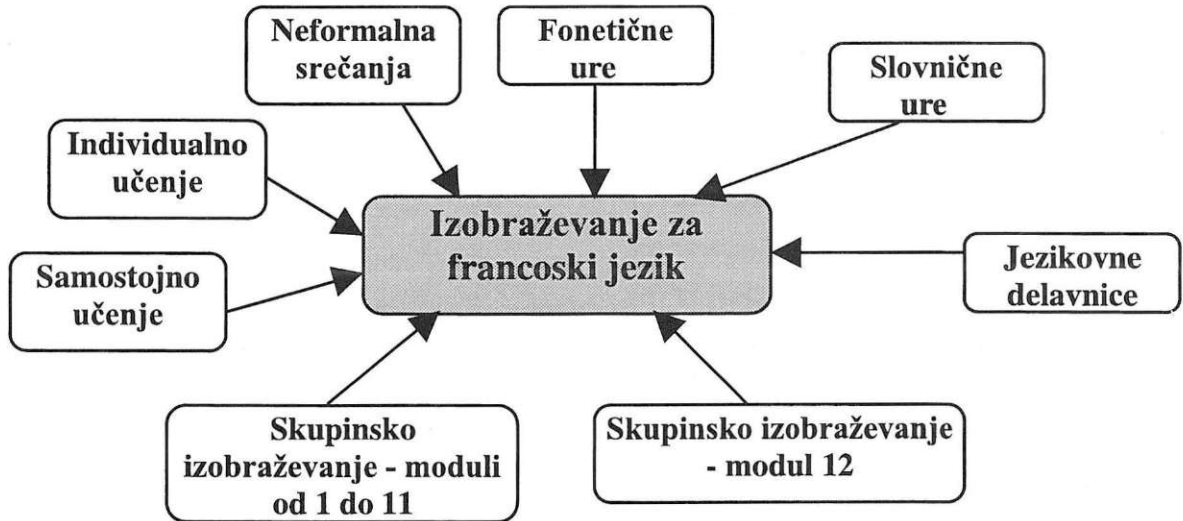 Neformalna
srečanja
Fonetične
ure
Slovnične
ure
Individualno
učenje
Izobraževanje za
francoski jezik
Samostojno
učenje
Jezikovne
delavnice
Skupinsko
izobraževanje - moduli
od 1 do 11
Skupinsko izobraževanje
- modul 12